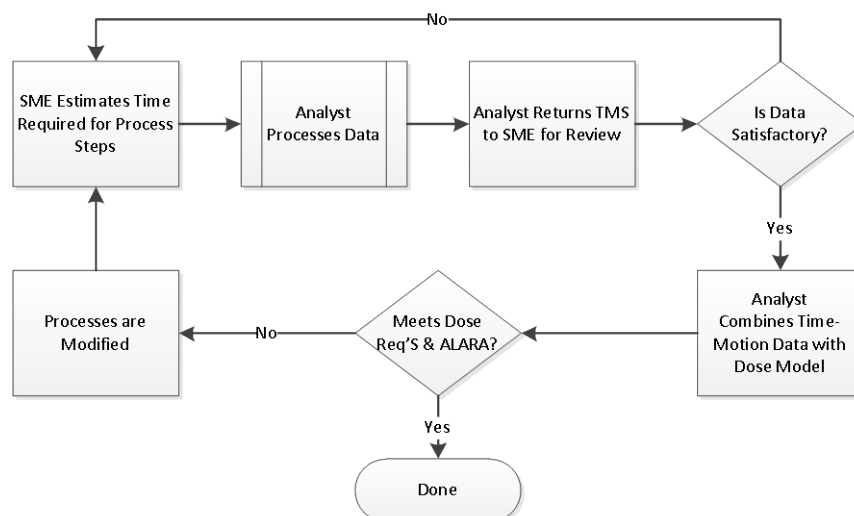 No
SME Estimates Time
Required for Process
Steps
Analyst
Processes Data
Analyst Returns TMS
to SME for Review
Is Data
Satisfactory?
Yes
Analyst
Combines Time-
Motion Data with
Dose Model
Meets Dose
Req'S & ALARA?
No
Processes are
Modified
Yes
Done